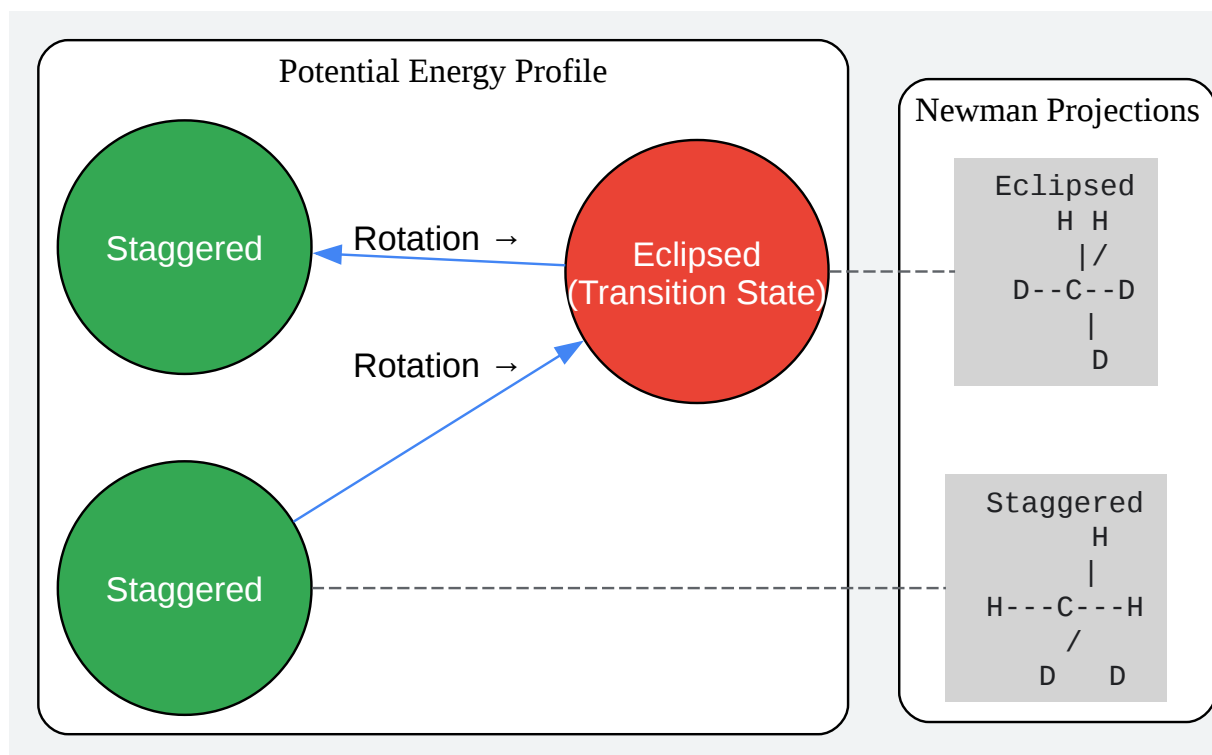 Potential Energy Profile
Staggered
Rotation →
Eclipsed
(Transition State)
Rotation →
Staggered
Newman Projections
Eclipsed
H H
|/
D--C--D
|
D
Staggered
H
|
H---C---H
/
D   D